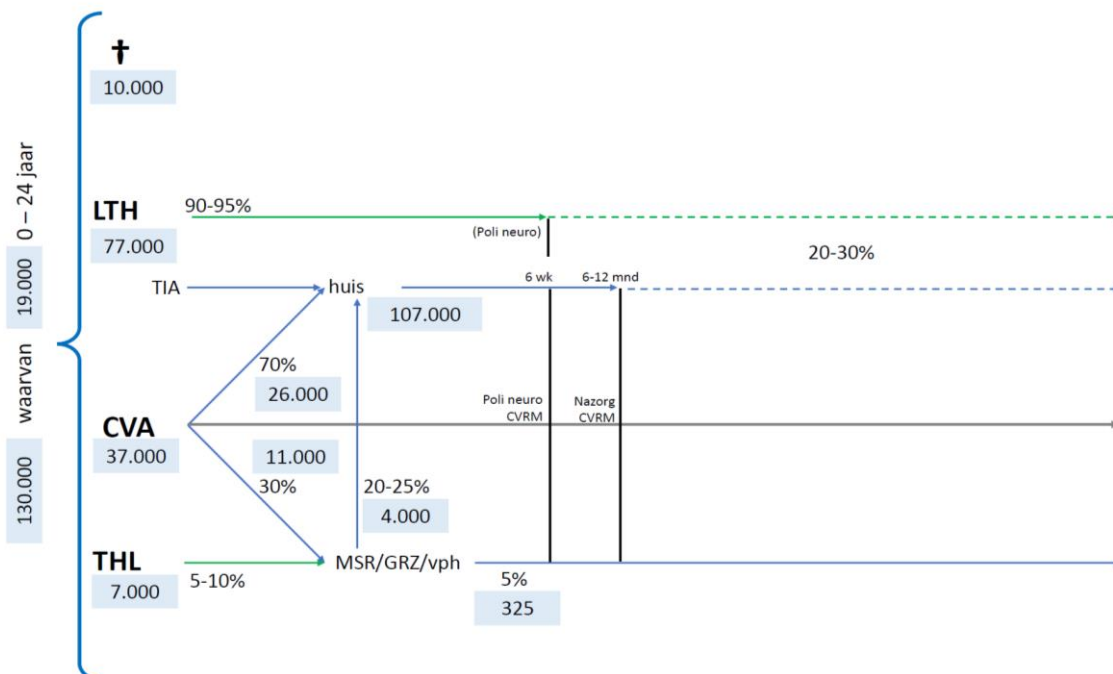 130.000 waarvan 19.000 0 – 24 jaar
†
10.000
LTH
77.000
90-95%
(Poli neuro)
20-30%
TIA
huis
6 wk
6-12 mnd
107.000
70%
26.000
Poli neuro
CVRM
Nazorg
CVRM
CVA
37.000
11.000
30%
20-25%
4.000
THL
7.000
5-10%
MSR/GRZ/vph
5%
325